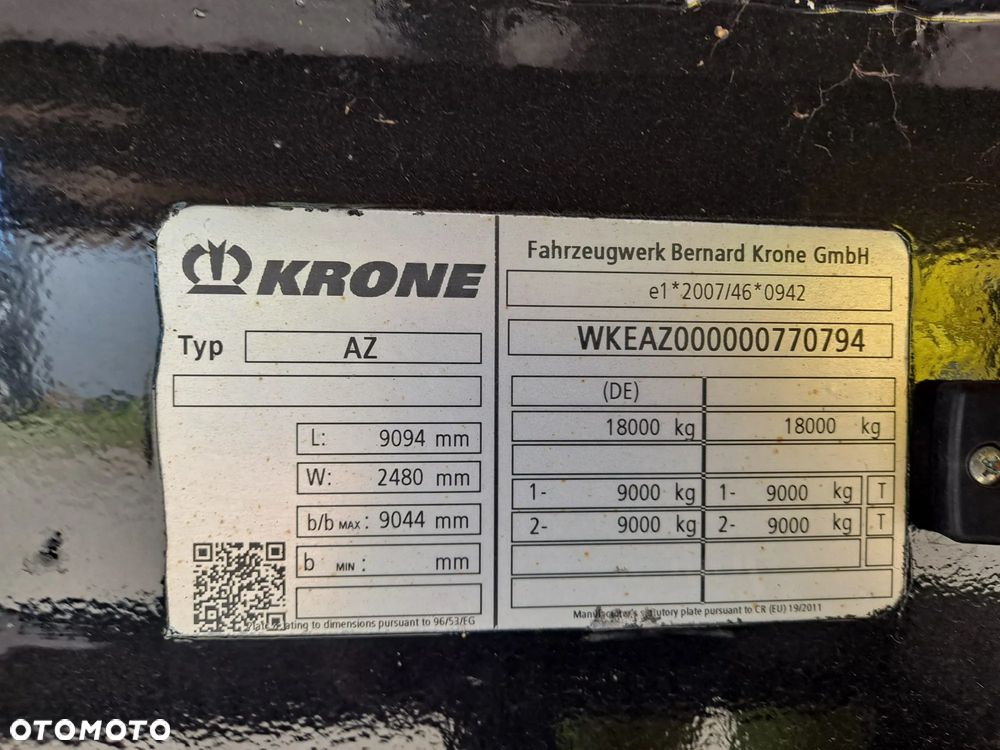 KRONE
Typ AZ
L: 9094 mm
W: 2480 mm
b/b MAX : 9044 mm
b MIN : mm
to dimensions pursuant to 96/53/EG
Fahrzeugwerk Bernard Krone GmbH
e1*2007/46*0942
WKEAZ000000770794
(DE)
18000 kg 18000 kg
1- 9000 kg 1- 9000 kg T
2- 9000 kg 2- 9000 kg T
Manufacturer's statutory plate pursuant to CR (EU) 19/2011
OTOMOTO